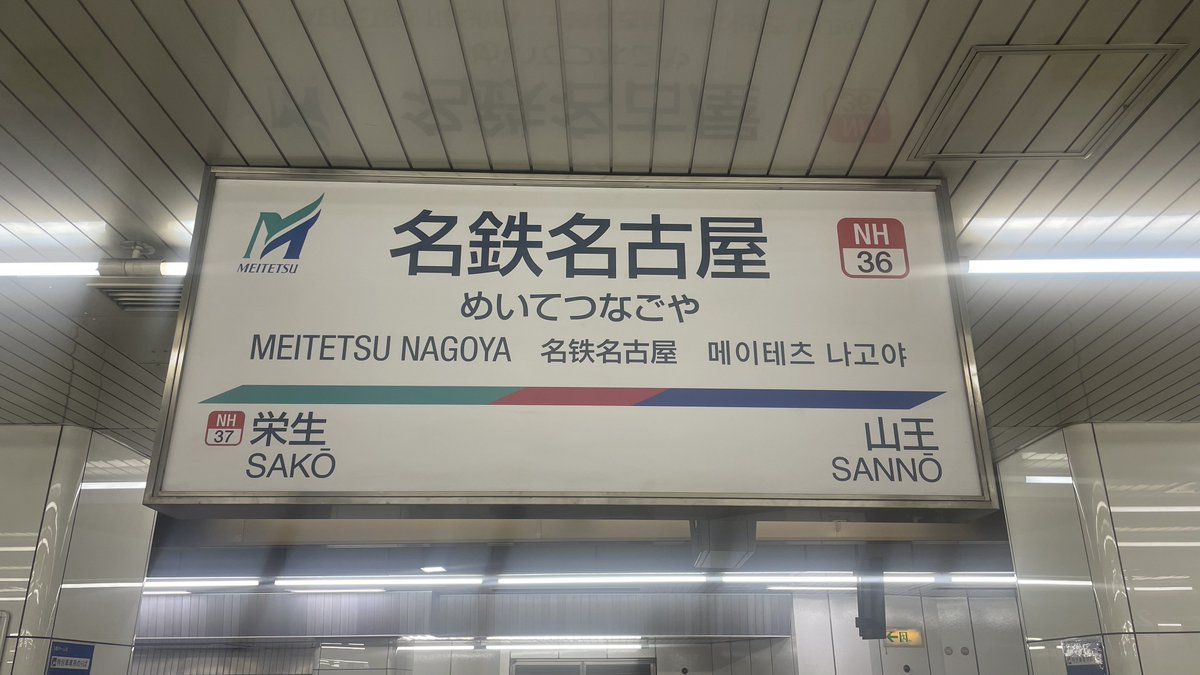 MEITETSU
名鉄名古屋
NH
36
めいてつなごや
MEITETSU NAGOYA 名铁名古屋 메이테츠 나고야
NH
37
栄生
山王
SAKŌ
SANNŌ